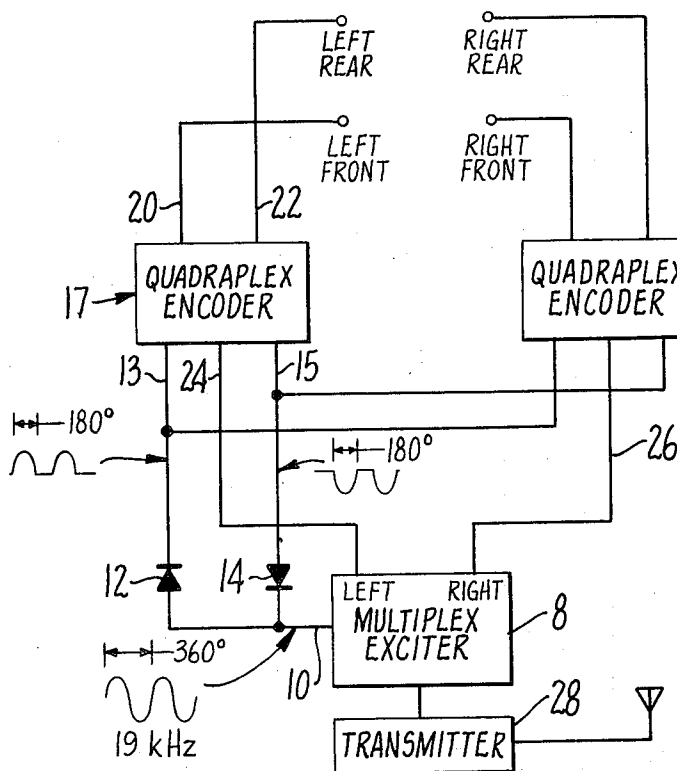 LEFT
REAR
RIGHT
REAR
LEFT
FRONT
RIGHT
FRONT
20
22
17
QUADRAPLEX
ENCODER
QUADRAPLEX
ENCODER
13
24
15
180°
180°
26
12
14
LEFT
RIGHT
MULTIPLEX
EXCITER
8
360°
10
19 kHz
28
TRANSMITTER